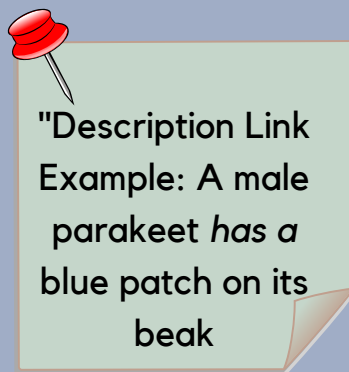 "Description Link
Example: A male
parakeet has a
blue patch on its
beak